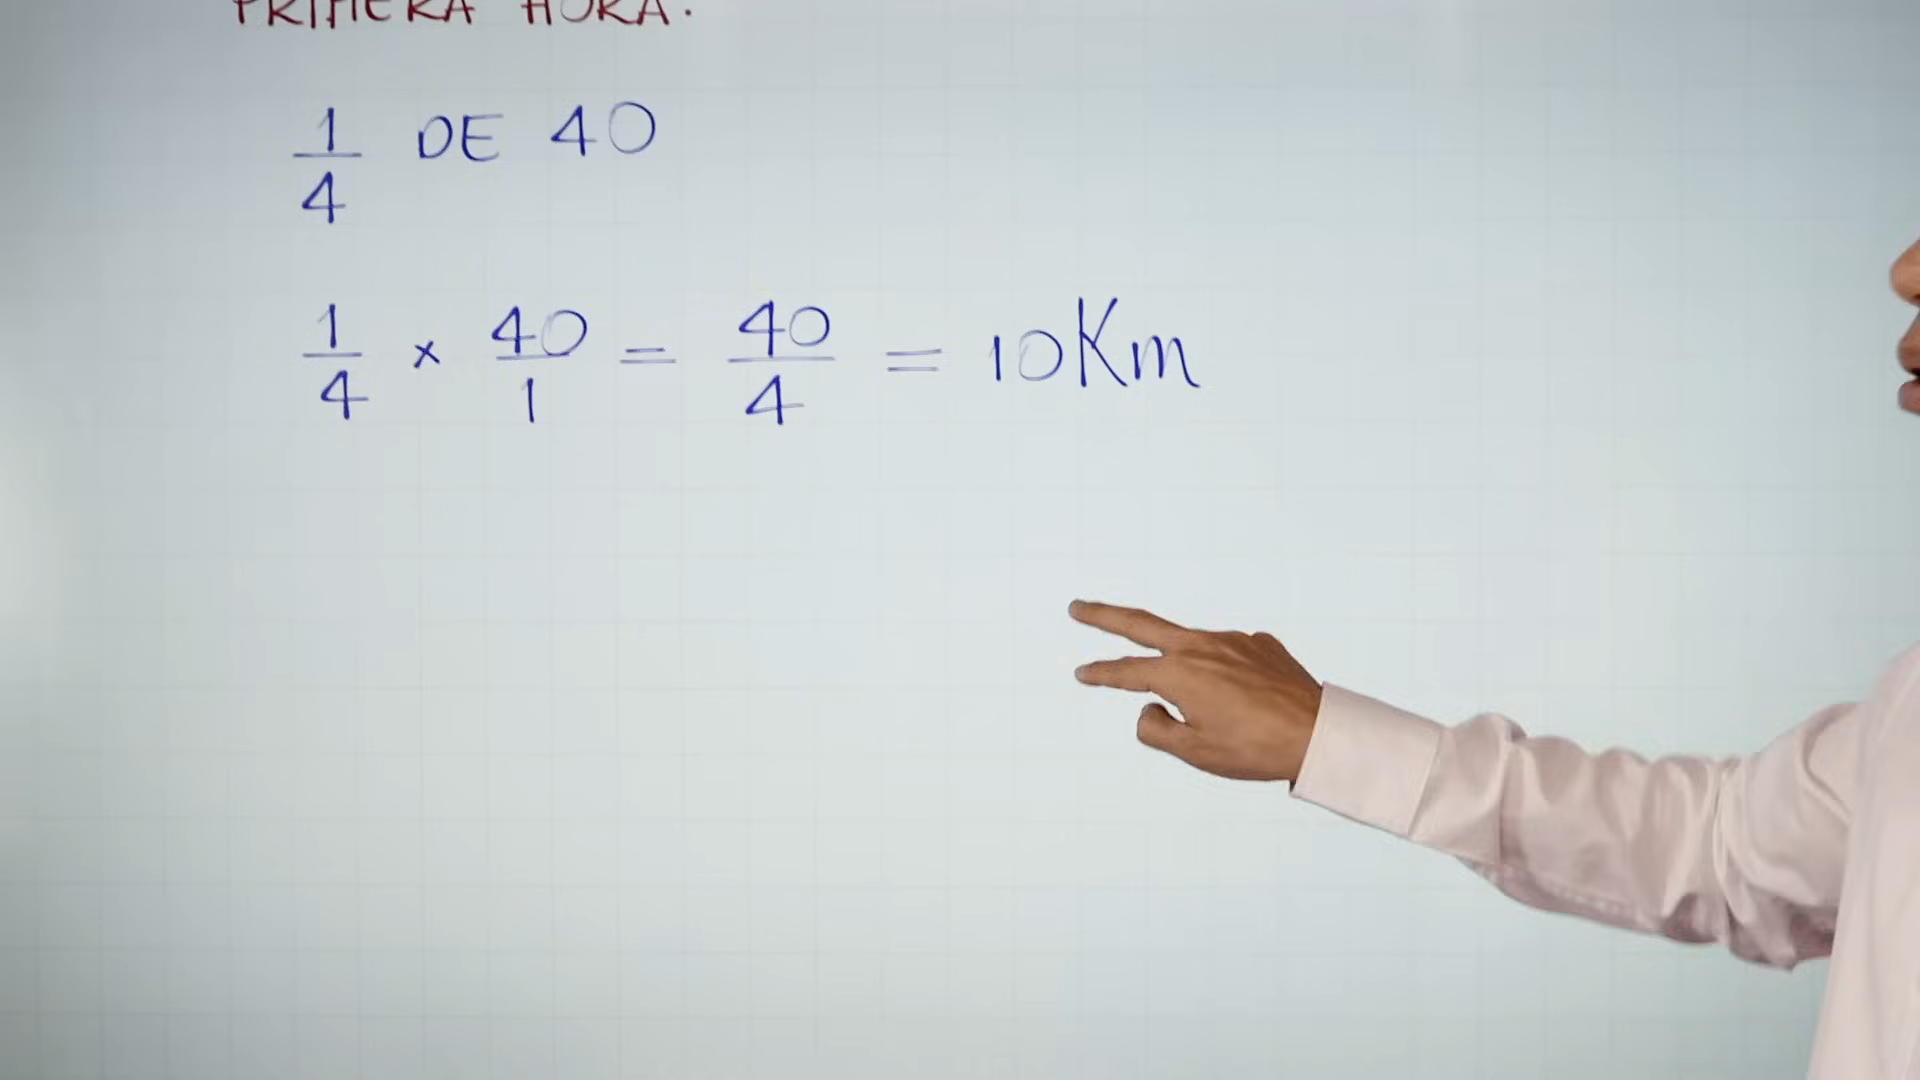 PRIMERA HORA.
1/4 DE 40
1/4 × 40/1 = 40/4 = 10Km